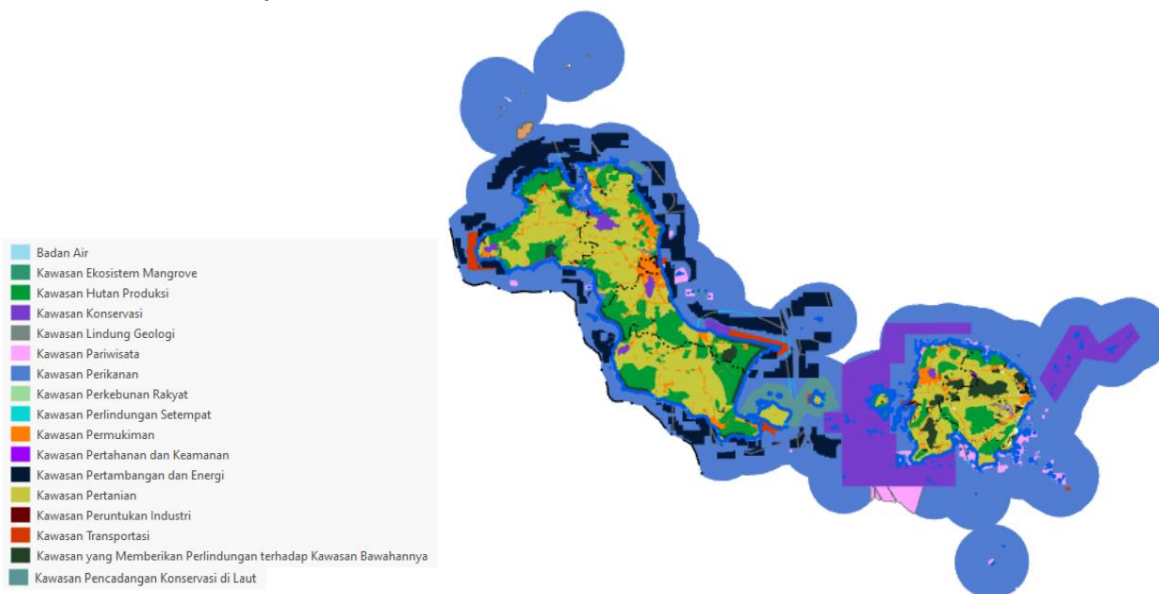 Badan Air
Kawasan Ekosistem Mangrove
Kawasan Hutan Produksi
Kawasan Konservasi
Kawasan Lindung Geologi
Kawasan Pariwisata
Kawasan Perikanan
Kawasan Perkebunan Rakyat
Kawasan Perlindungan Setempat
Kawasan Permukiman
Kawasan Pertahanan dan Keamanan
Kawasan Pertambangan dan Energi
Kawasan Pertanian
Kawasan Peruntukan Industri
Kawasan Transportasi
Kawasan yang Memberikan Perlindungan terhadap Kawasan Bawahannya
Kawasan Pencadangan Konservasi di Laut